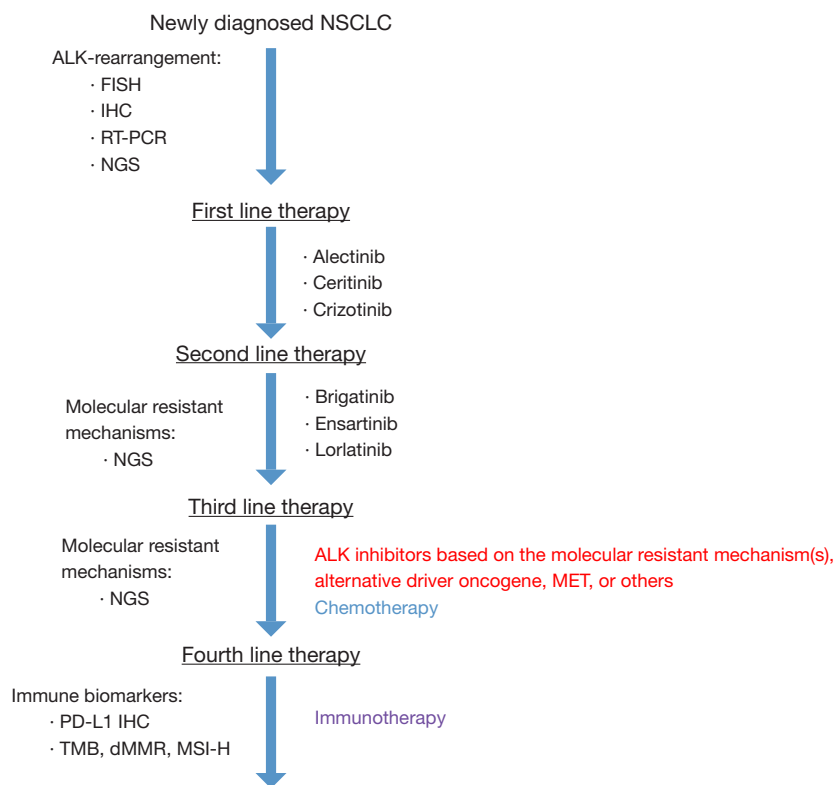 Newly diagnosed NSCLC
ALK-rearrangement:
· FISH
· IHC
· RT-PCR
· NGS
First line therapy
· Alectinib
· Ceritinib
· Crizotinib
Second line therapy
Molecular resistant
mechanisms:
· NGS
· Brigatinib
· Ensartinib
· Lorlatinib
Third line therapy
Molecular resistant
mechanisms:
· NGS
ALK inhibitors based on the molecular resistant mechanism(s),
alternative driver oncogene, MET, or others
Chemotherapy
Fourth line therapy
Immune biomarkers:
· PD-L1 IHC
· TMB, dMMR, MSI-H
Immunotherapy